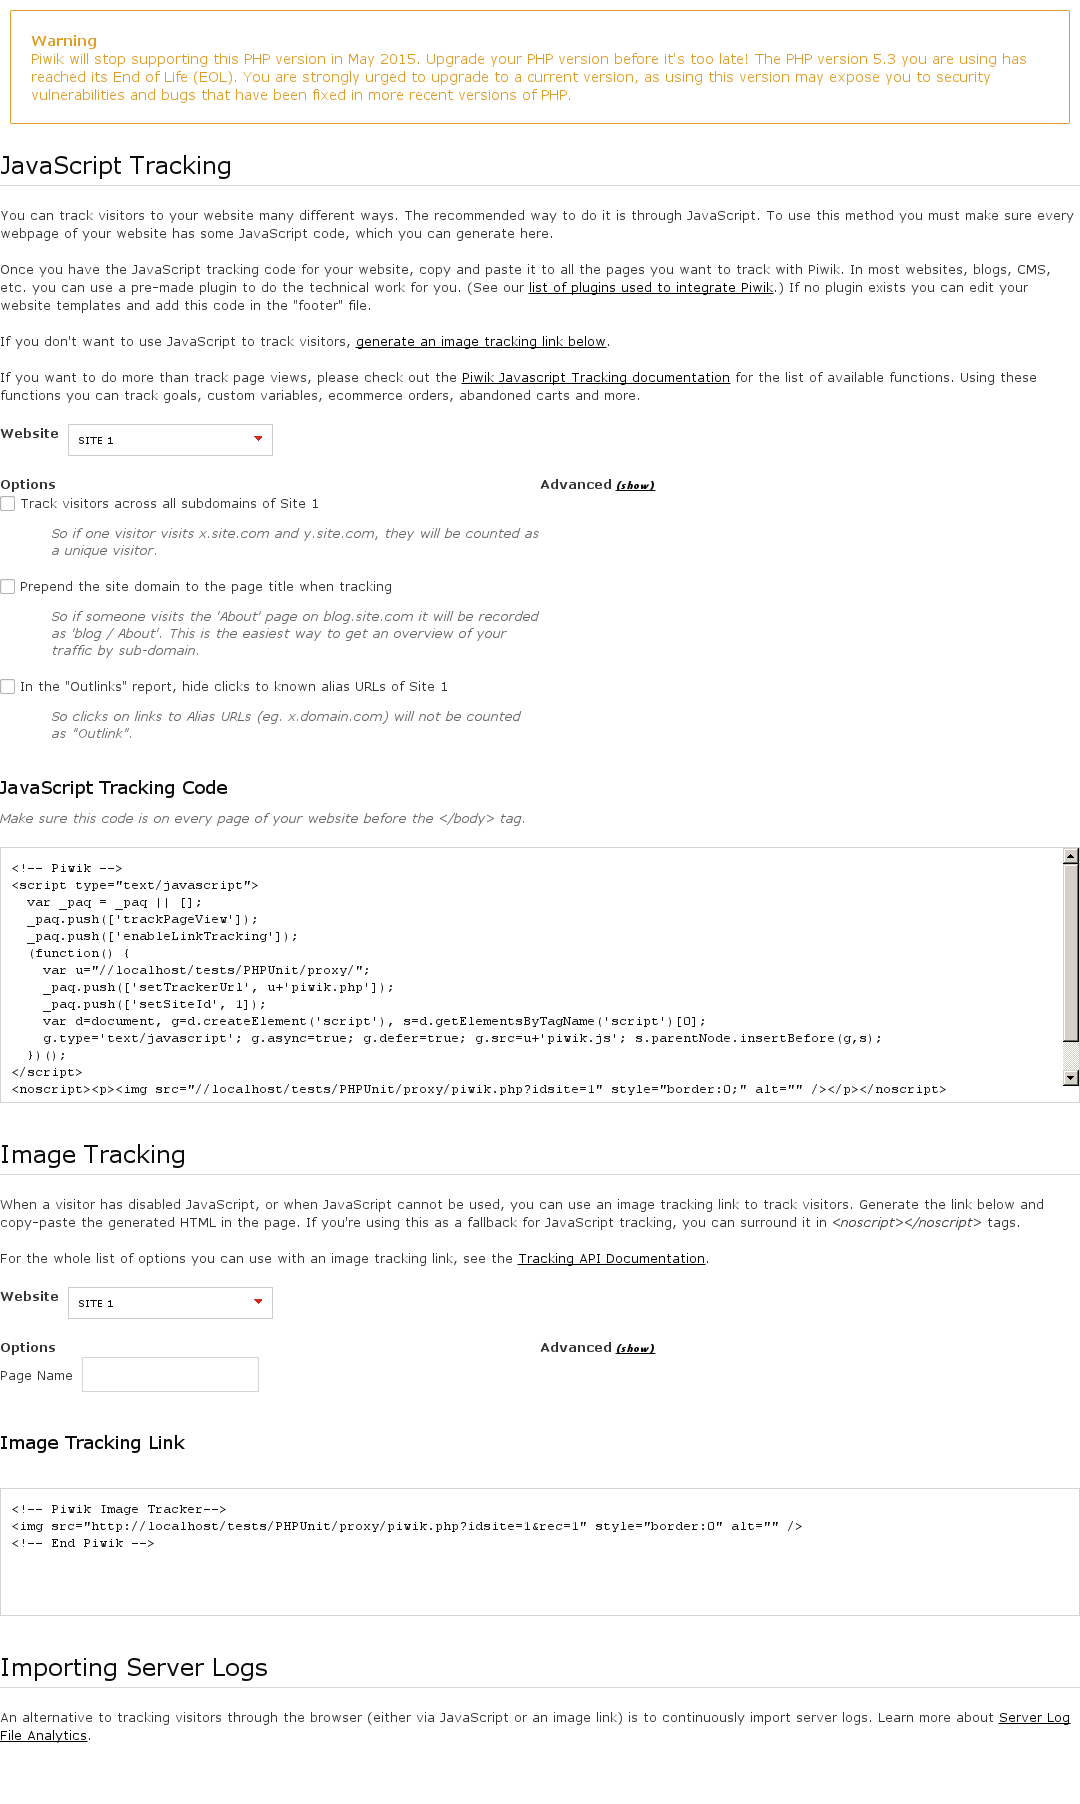 Warning
Piwik will stop supporting this PHP version in May 2015. Upgrade your PHP version before it's too late! The PHP version 5.3 you are using has
reached its End of Life (EOL). You are strongly urged to upgrade to a current version, as using this version may expose you to security
vulnerabilities and bugs that have been fixed in more recent versions of PHP.
JavaScript Tracking
You can track visitors to your website many different ways. The recommended way to do it is through JavaScript. To use this method you must make sure every
webpage of your website has some JavaScript code, which you can generate here.
Once you have the JavaScript tracking code for your website, copy and paste it to all the pages you want to track with Piwik. In most websites, blogs, CMS,
etc. you can use a pre-made plugin to do the technical work for you. (See our list of plugins used to integrate Piwik.) If no plugin exists you can edit your
website templates and add this code in the "footer" file.
If you don't want to use JavaScript to track visitors, generate an image tracking link below.
If you want to do more than track page views, please check out the Piwik Javascript Tracking documentation for the list of available functions. Using these
functions you can track goals, custom variables, ecommerce orders, abandoned carts and more.
Website SITE 1
Options Advanced (show)
Track visitors across all subdomains of Site 1
So if one visitor visits x.site.com and y.site.com, they will be counted as
a unique visitor.
Prepend the site domain to the page title when tracking
So if someone visits the 'About' page on blog.site.com it will be recorded
as 'blog / About'. This is the easiest way to get an overview of your
traffic by sub-domain.
In the "Outlinks" report, hide clicks to known alias URLs of Site 1
So clicks on links to Alias URLs (eg. x.domain.com) will not be counted
as "Outlink".
JavaScript Tracking Code
Make sure this code is on every page of your website before the </body> tag.
<!-- Piwik -->
<script type="text/javascript">
  var _paq = _paq || [];
  _paq.push(['trackPageView']);
  _paq.push(['enableLinkTracking']);
  (function() {
    var u="//localhost/tests/PHPUnit/proxy/";
    _paq.push(['setTrackerUrl', u+'piwik.php']);
    _paq.push(['setSiteId', 1]);
    var d=document, g=d.createElement('script'), s=d.getElementsByTagName('script')[0];
    g.type='text/javascript'; g.async=true; g.defer=true; g.src=u+'piwik.js'; s.parentNode.insertBefore(g,s);
  })();
</script>
<noscript><p><img src="//localhost/tests/PHPUnit/proxy/piwik.php?idsite=1" style="border:0;" alt="" /></p></noscript>
Image Tracking
When a visitor has disabled JavaScript, or when JavaScript cannot be used, you can use an image tracking link to track visitors. Generate the link below and
copy-paste the generated HTML in the page. If you're using this as a fallback for JavaScript tracking, you can surround it in <noscript></noscript> tags.
For the whole list of options you can use with an image tracking link, see the Tracking API Documentation.
Website SITE 1
Options Advanced (show)
Page Name
Image Tracking Link
<!-- Piwik Image Tracker-->
<img src="http://localhost/tests/PHPUnit/proxy/piwik.php?idsite=1&rec=1" style="border:0" alt="" />
<!-- End Piwik -->
Importing Server Logs
An alternative to tracking visitors through the browser (either via JavaScript or an image link) is to continuously import server logs. Learn more about Server Log
File Analytics.